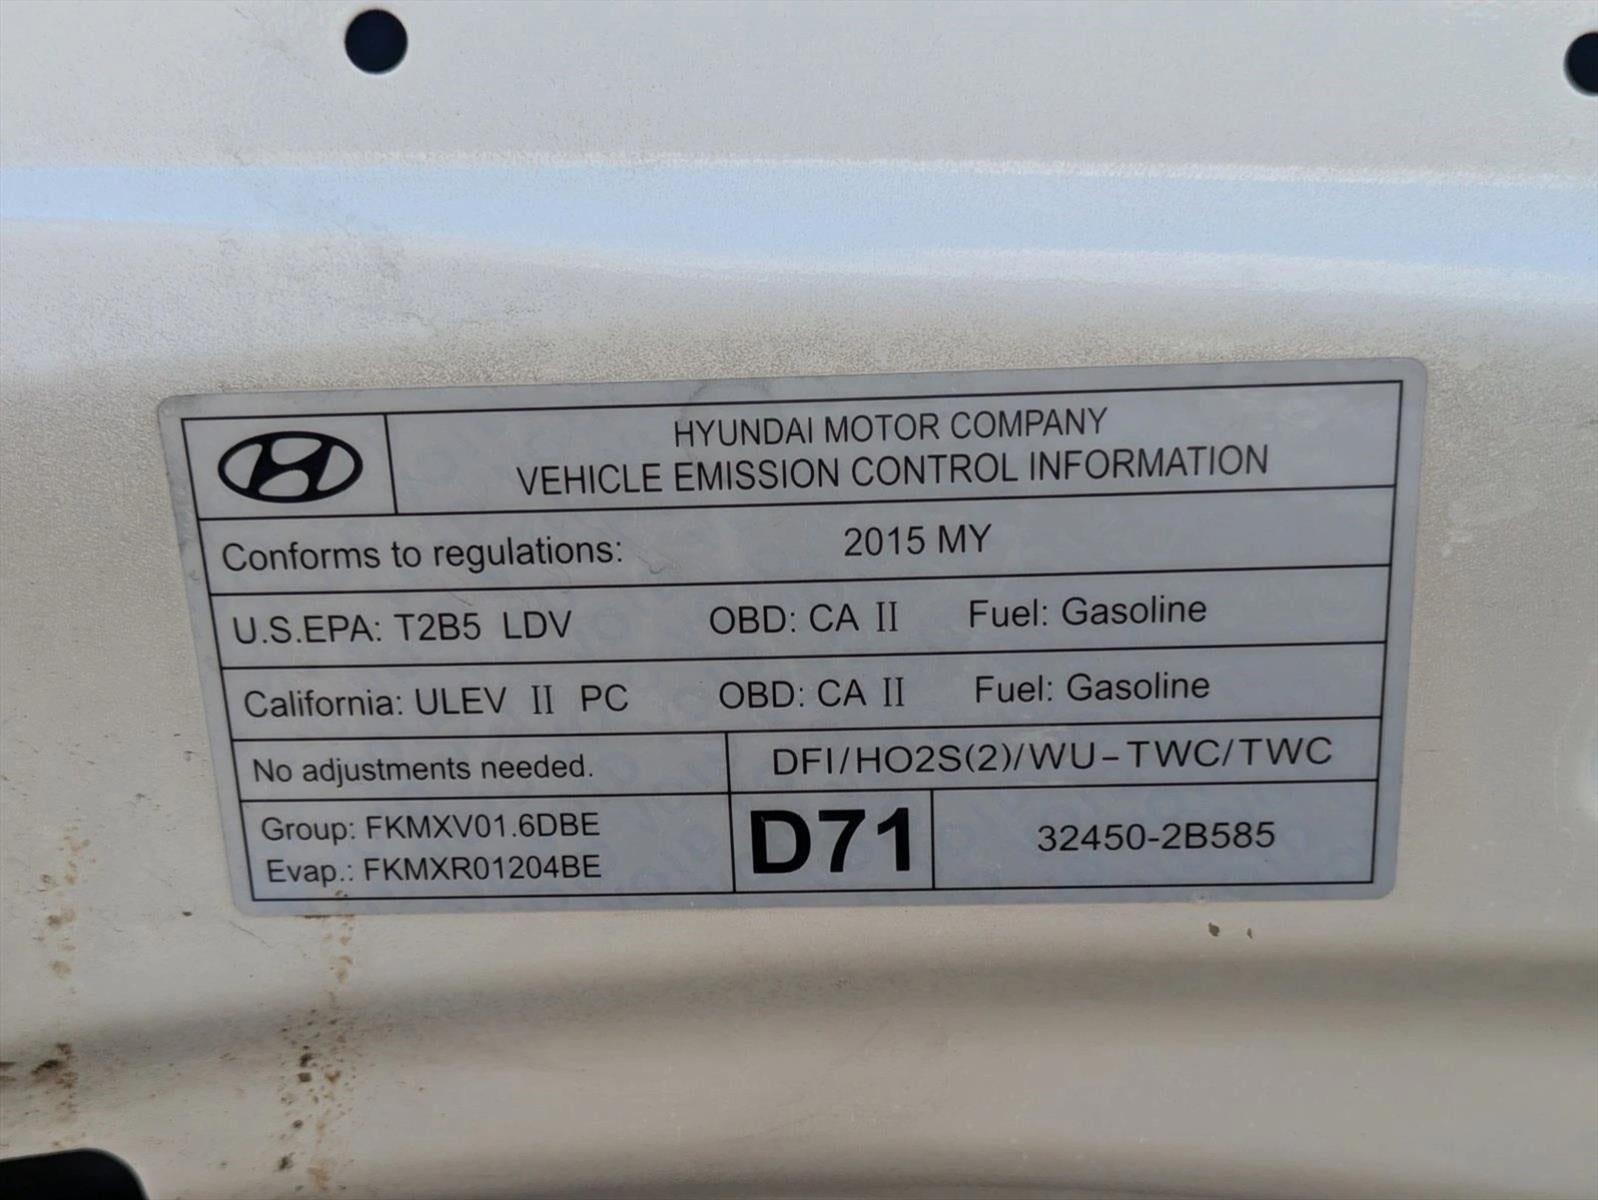 HYUNDAI MOTOR COMPANY
VEHICLE EMISSION CONTROL INFORMATION
Conforms to regulations: 2015 MY
U.S.EPA: T2B5 LDV OBD: CA II Fuel: Gasoline
California: ULEV II PC OBD: CA II Fuel: Gasoline
No adjustments needed. DFI/HO2S(2)/WU-TWC/TWC
Group: FKMXV01.6DBE
Evap.: FKMXR01204BE
D71
32450-2B585